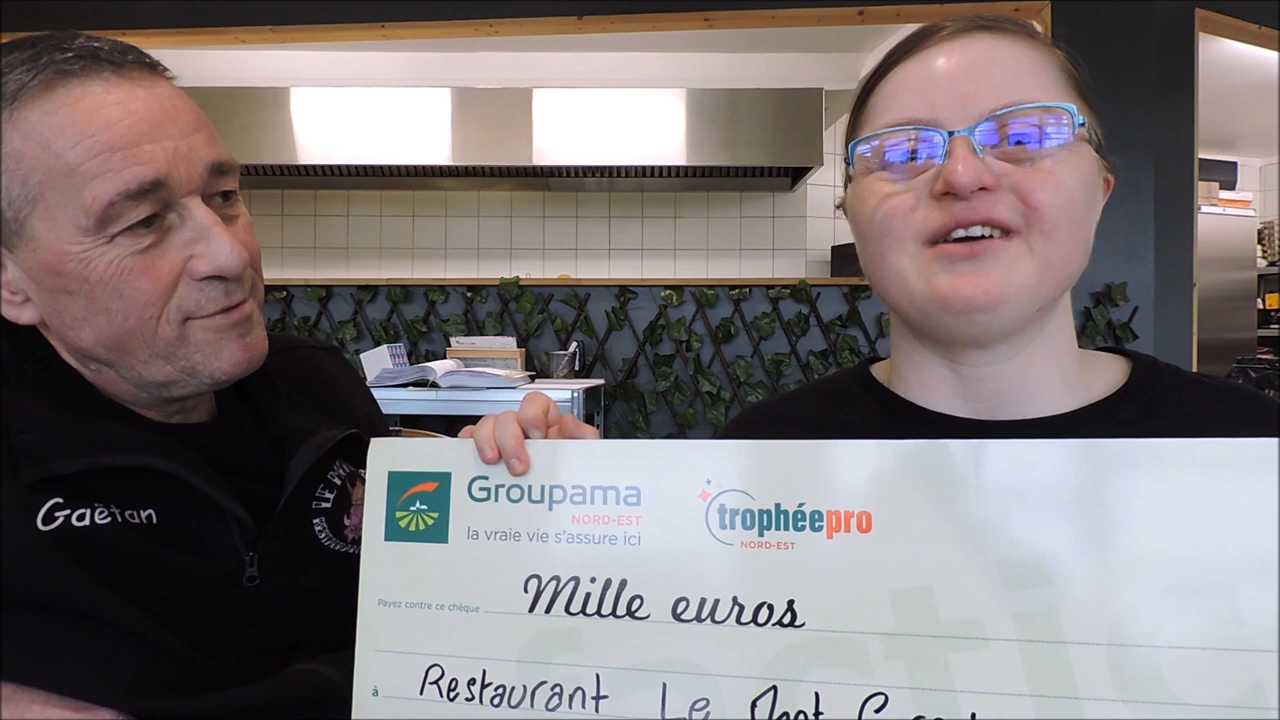 Gaëtan
Groupama
NORD-EST
la vraie vie s'assure ici
trophéepro
NORD-EST
Payez contre ce chèque Mille euros
à Restaurant Le